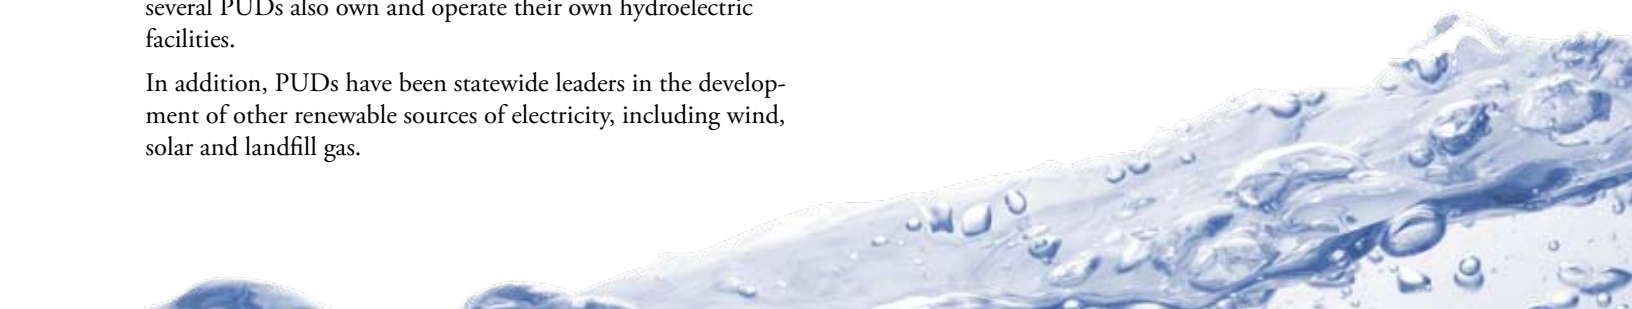 several PUDs also own and operate their own hydroelectric
facilities.
In addition, PUDs have been statewide leaders in the develop-
ment of other renewable sources of electricity, including wind,
solar and landfill gas.